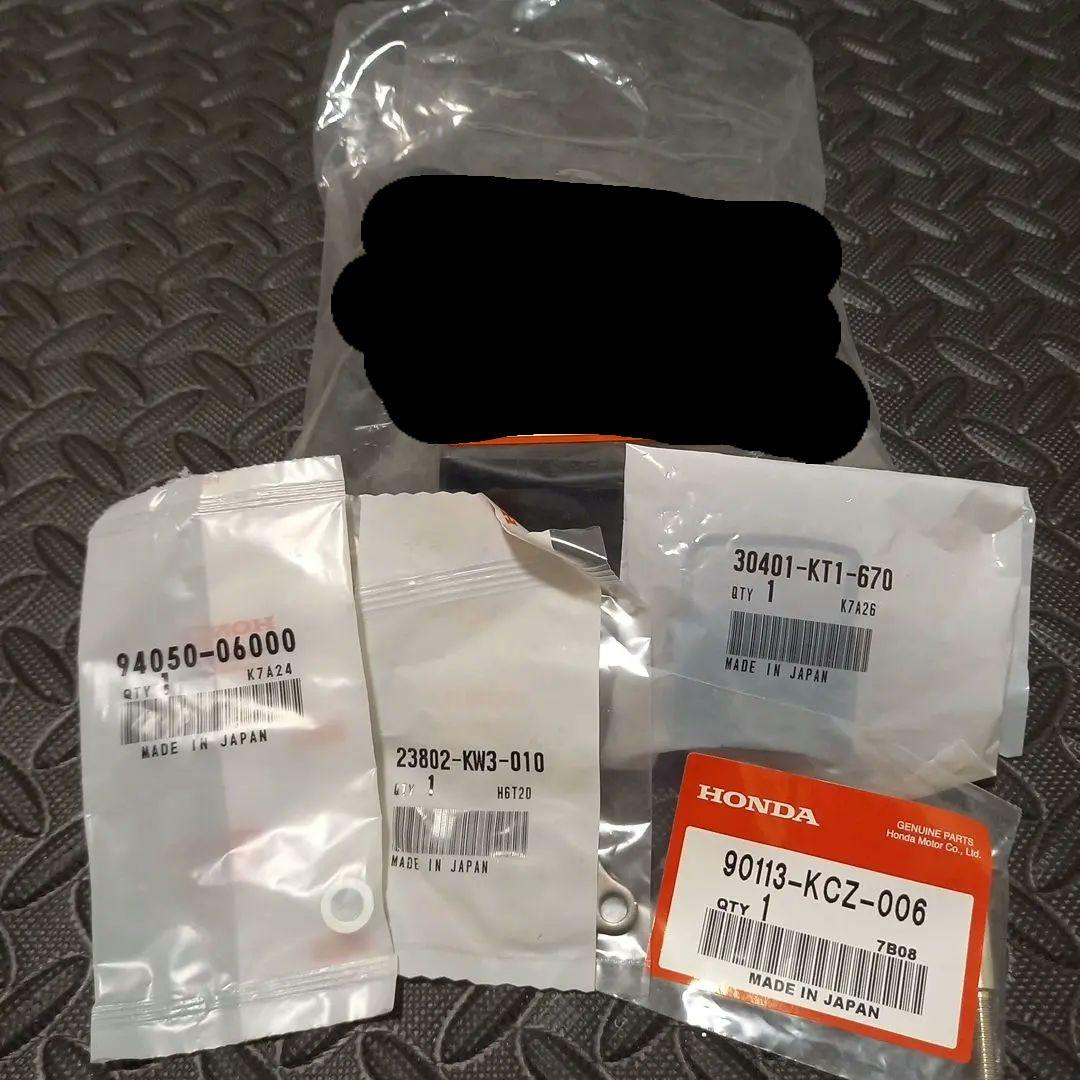 94050-06000
QTY 1 K7A24
MADE IN JAPAN
23802-KW3-010
QTY 1 H6T20
MADE IN JAPAN
30401-KT1-670
QTY 1 K7A26
MADE IN JAPAN
HONDA
GENUINE PARTS
Honda Motor Co., Ltd.
90113-KCZ-006
QTY 1
7B08
MADE IN JAPAN